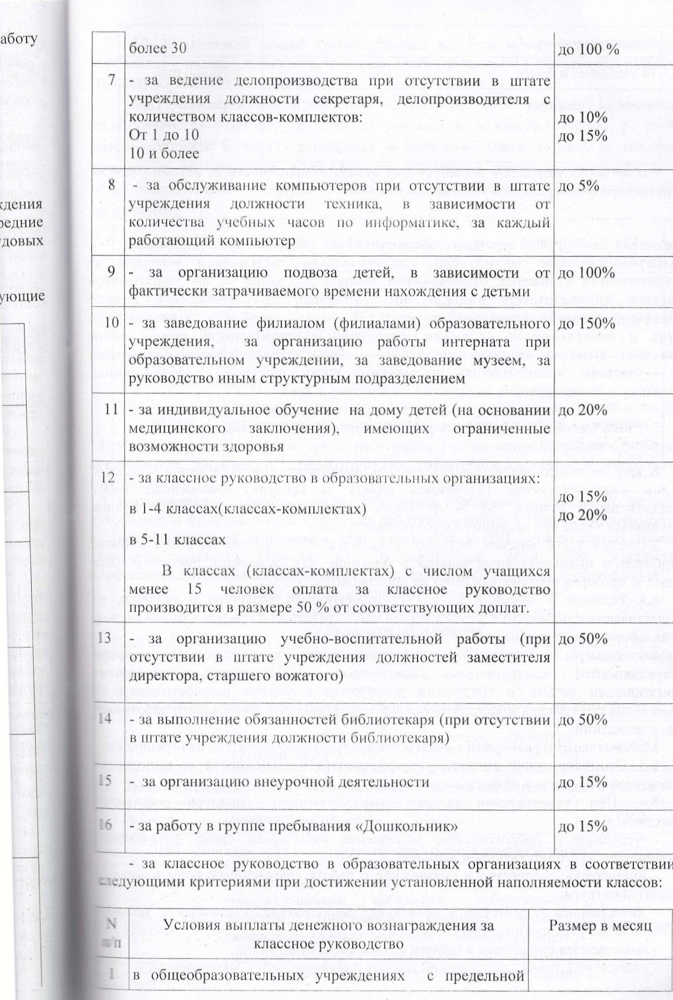 аботу
ждения
редние
удовых
ующие
более 30 до 100 %
7 - за ведение делопроизводства при отсутствии в штате
учреждения должности секретаря, делопроизводителя с
количеством классов-комплектов: до 10%
От 1 до 10 до 15%
10 и более
8 - за обслуживание компьютеров при отсутствии в штате до 5%
учреждения должности техника, в зависимости от
количества учебных часов по информатике, за каждый
работающий компьютер
9 - за организацию подвоза детей, в зависимости от до 100%
фактически затрачиваемого времени нахождения с детьми
10 - за заведование филиалом (филиалами) образовательного до 150%
учреждения, за организацию работы интерната при
образовательном учреждении, за заведование музеем, за
руководство иным структурным подразделением
11 - за индивидуальное обучение на дому детей (на основании до 20%
медицинского заключения), имеющих ограниченные
возможности здоровья
12 - за классное руководство в образовательных организациях:
до 15%
в 1-4 классах(классах-комплектах)
до 20%
в 5-11 классах
В классах (классах-комплектах) с числом учащихся
менее 15 человек оплата за классное руководство
производится в размере 50 % от соответствующих доплат.
13 - за организацию учебно-воспитательной работы (при до 50%
отсутствии в штате учреждения должностей заместителя
директора, старшего вожатого)
14 - за выполнение обязанностей библиотекаря (при отсутствии до 50%
в штате учреждения должности библиотекаря)
15 - за организацию внеурочной деятельности до 15%
16 - за работу в группе пребывания «Дошкольник» до 15%
- за классное руководство в образовательных организациях в соответствии
следующими критериями при достижении установленной наполняемости классов:
N Условия выплаты денежного вознаграждения за Размер в месяц
п/п классное руководство
1. в общеобразовательных учреждениях с предельной